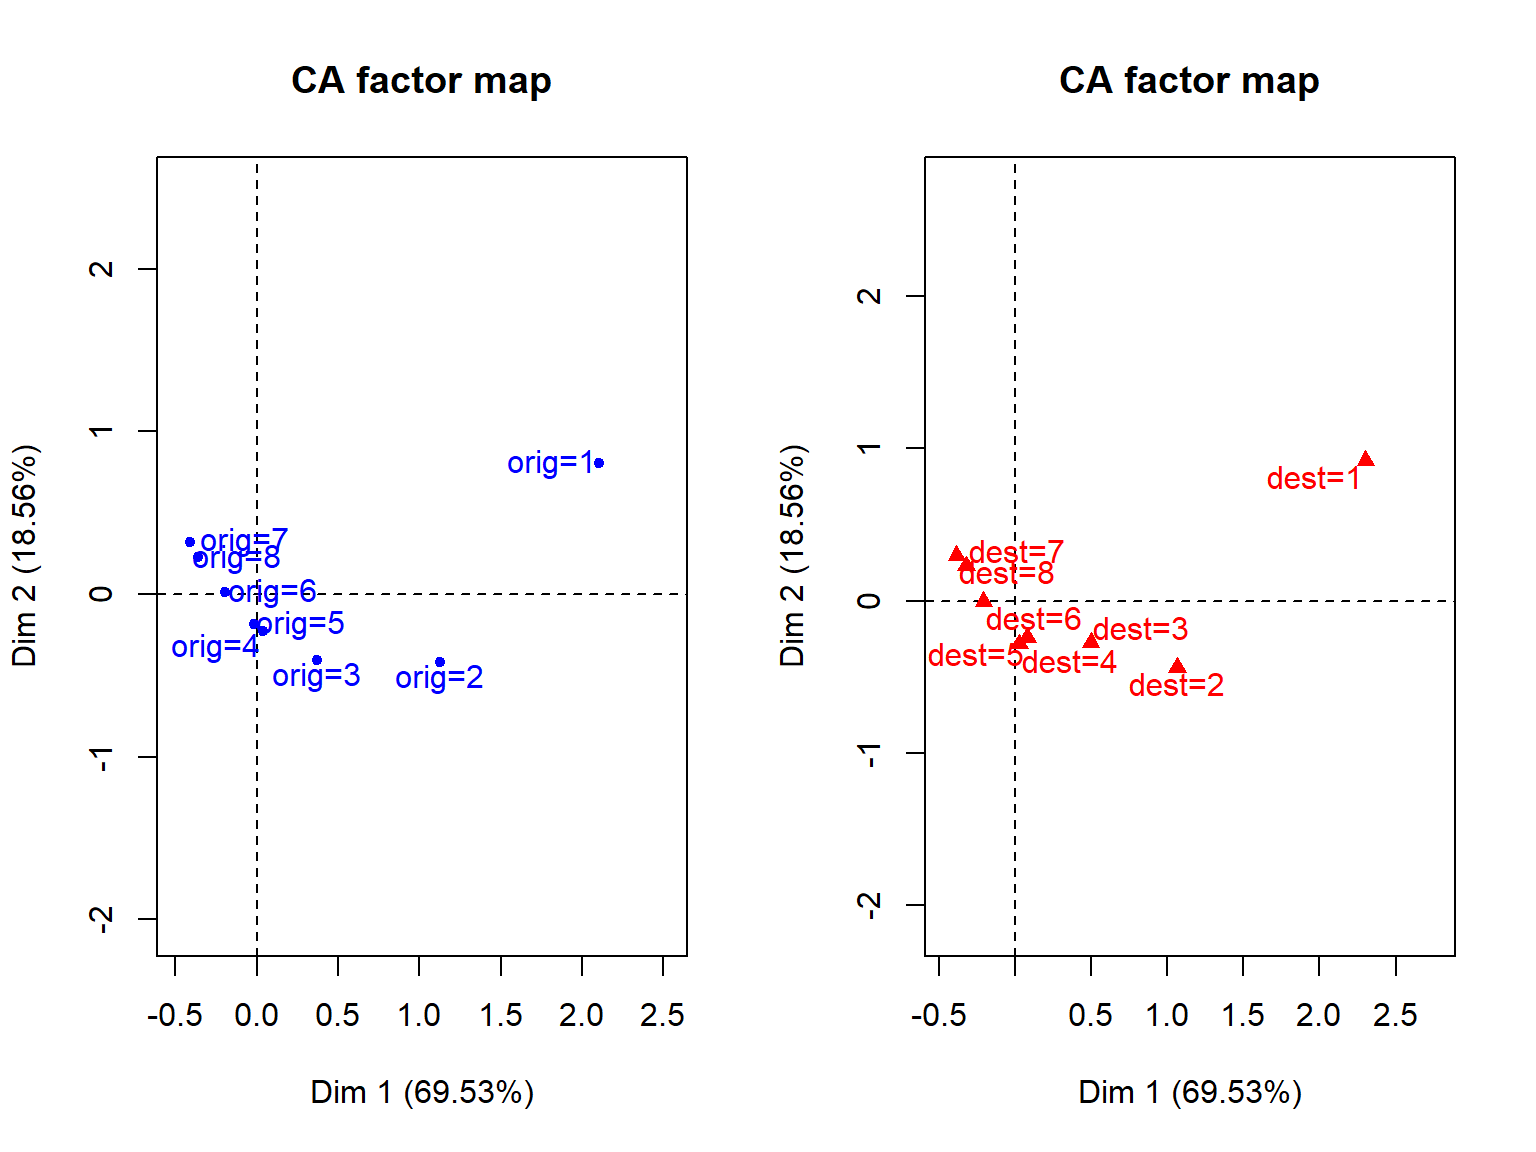 CA factor map
Dim 2 (18.56%)
2
1
0
-1
-2
orig=1
orig=7
orig=8
orig=6
orig=5
orig=4
orig=3
orig=2
-0.5 0.0 0.5 1.0 1.5 2.0 2.5
Dim 1 (69.53%)
CA factor map
Dim 2 (18.56%)
2
1
0
-1
-2
dest=1
dest=7
dest=8
dest=6
dest=3
dest=5
dest=4
dest=2
-0.5 0.5 1.0 1.5 2.0 2.5
Dim 1 (69.53%)